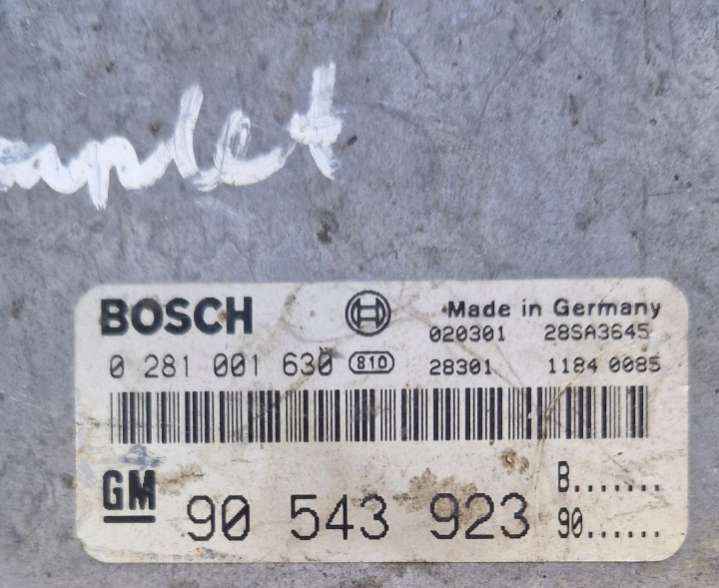 BOSCH Made in Germany
020301 28SA3645
0 281 001 630 810 28301 1184 0085
GM 90 543 923 B.......
90......